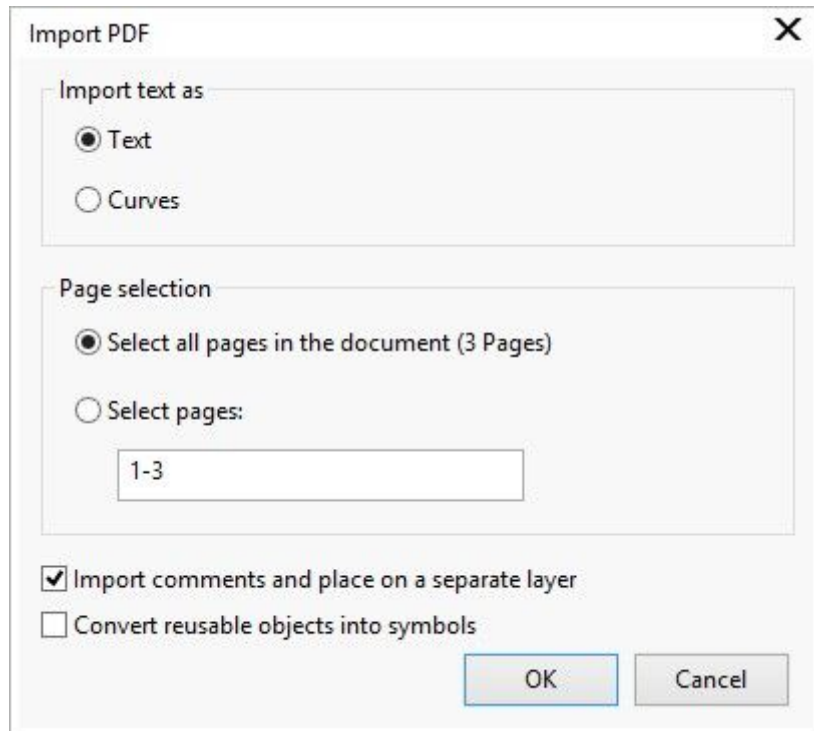 Import PDF
Import text as
Text
Curves
Page selection
Select all pages in the document (3 Pages)
Select pages:
1-3
Import comments and place on a separate layer
Convert reusable objects into symbols
OK Cancel